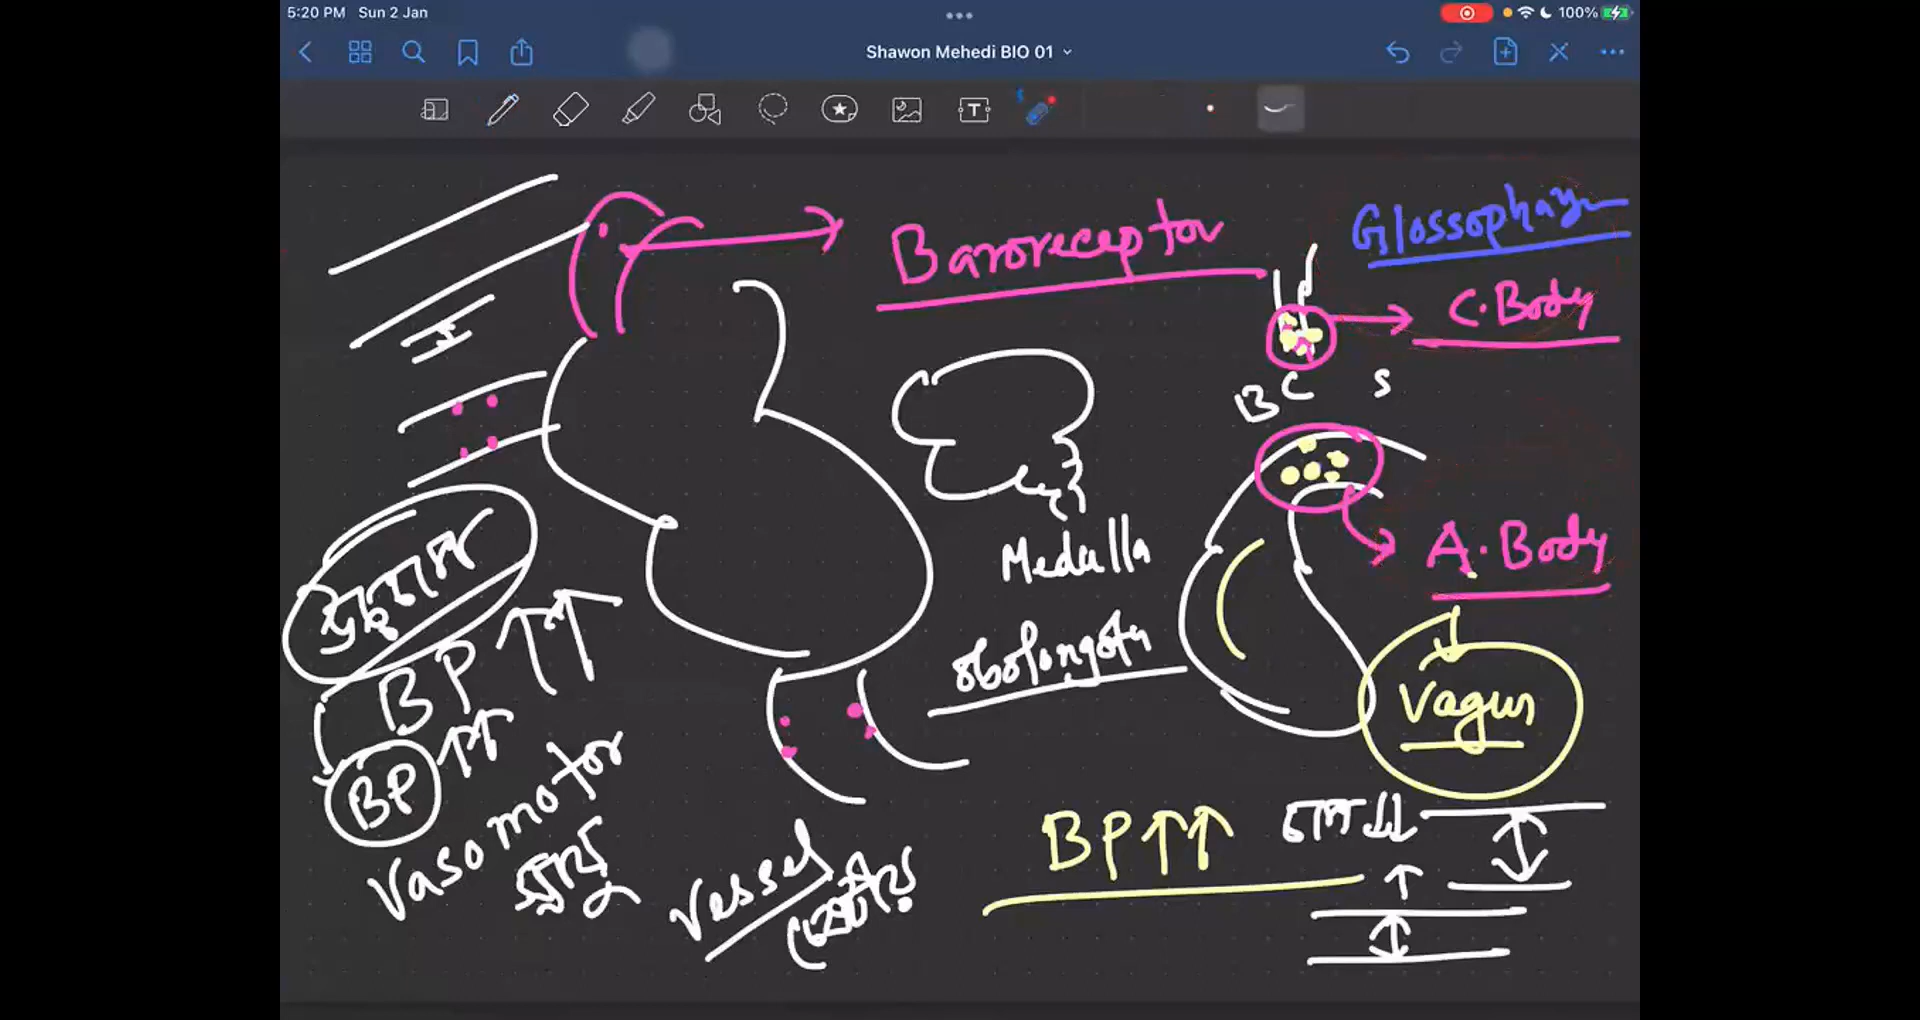 5:20 PM Sun 2 Jan
100%
Shawon Mehedi BIO 01
T
Baroreceptor
Glossophary
C. Body
B C S
A. Body
Medulla
obolongota
Vagus
BP ↑↑
BP ↑↑
Vasomotor
স্নায়ু
Vessel
BP ↑↑
চাপ ↓↓
↑